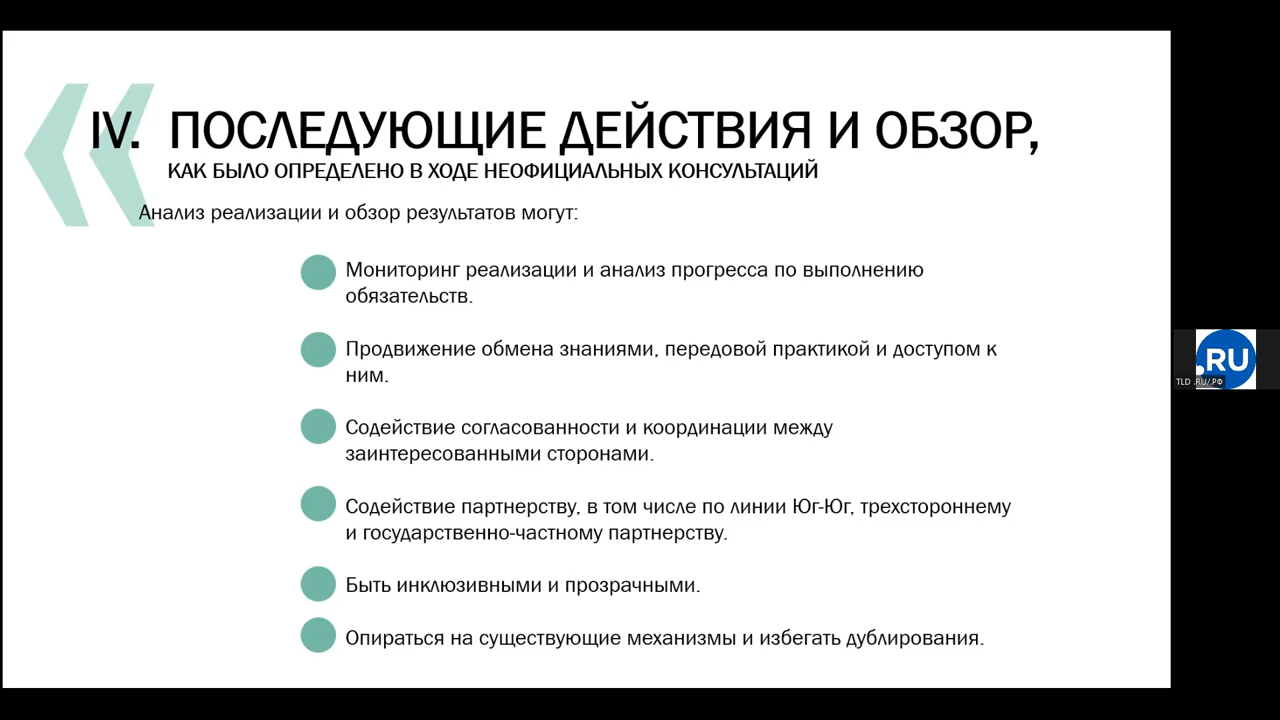 IV. ПОСЛЕДУЮЩИЕ ДЕЙСТВИЯ И ОБЗОР,
КАК БЫЛО ОПРЕДЕЛЕНО В ХОДЕ НЕОФИЦИАЛЬНЫХ КОНСУЛЬТАЦИЙ
Анализ реализации и обзор результатов могут:
Мониторинг реализации и анализ прогресса по выполнению
обязательств.
Продвижение обмена знаниями, передовой практикой и доступом к
ним.
Содействие согласованности и координации между
заинтересованными сторонами.
Содействие партнерству, в том числе по линии Юг-Юг, трехстороннему
и государственно-частному партнерству.
Быть инклюзивными и прозрачными.
Опираться на существующие механизмы и избегать дублирования.
.RU
TLD .RU/.РФ